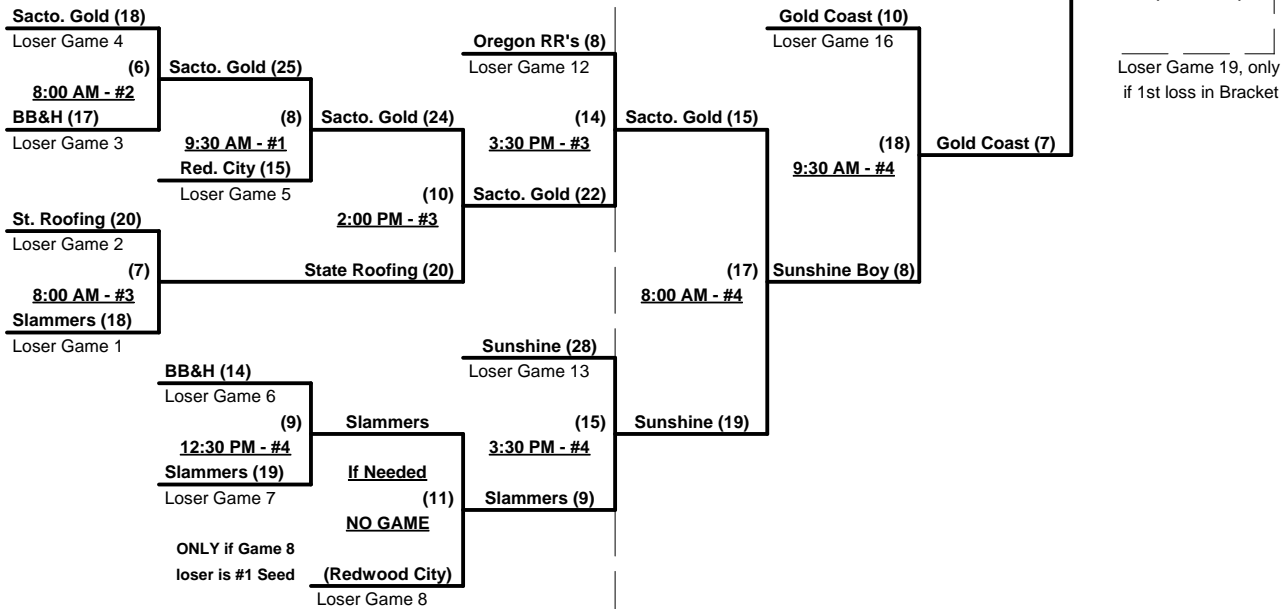 Sacto. Gold (18)
Loser Game 4
(6)
8:00 AM - #2
BB&H (17)
Loser Game 3
Sacto. Gold (25)
(8)
9:30 AM - #1
Red. City (15)
Loser Game 5
St. Roofing (20)
Loser Game 2
(7)
8:00 AM - #3
Slammers (18)
Loser Game 1
Sacto. Gold (24)
(10)
2:00 PM - #3
State Roofing (20)
BB&H (14)
Loser Game 6
(9)
12:30 PM - #4
Slammers (19)
Loser Game 7
Slammers
If Needed
(11)
NO GAME
ONLY if Game 8
loser is #1 Seed
(Redwood City)
Loser Game 8
Oregon RR's (8)
Loser Game 12
(14)
3:30 PM - #3
Sacto. Gold (22)
Sunshine (28)
Loser Game 13
(15)
3:30 PM - #4
Slammers (9)
Sacto. Gold (15)
(17)
8:00 AM - #4
Sunshine (19)
Gold Coast (10)
Loser Game 16
(18)
9:30 AM - #4
Sunshine Boy (8)
Gold Coast (7)
Loser Game 19, only
if 1st loss in Bracket